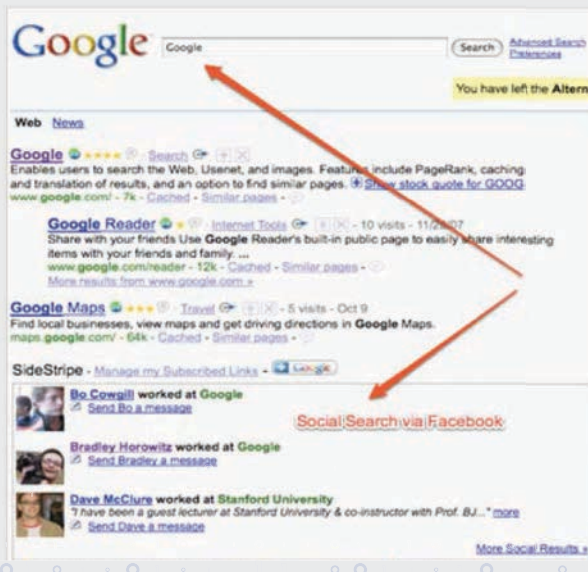 Google Google Search Advanced Search
Preferences
You have left the Altern
Web News
Google Search
Enables users to search the Web, Usenet, and images. Features include PageRank, caching
and translation of results, and an option to find similar pages. Show stock quote for GOOG
www.google.com/ - 7k - Cached - Similar pages -
Google Reader Internet Tools - 10 visits - 11/26/07
Share with your friends Use Google Reader's built-in public page to easily share interesting
items with your friends and family. ...
www.google.com/reader - 12k - Cached - Similar pages -
More results from www.google.com »
Google Maps Travel - 5 visits - Oct 9
Find local businesses, view maps and get driving directions in Google Maps.
maps.google.com/ - 64k - Cached - Similar pages -
SideStripe - Manage my Subscribed Links - Google
Bo Cowgill worked at Google
Send Bo a message
Social Search via Facebook
Bradley Horowitz worked at Google
Send Bradley a message
Dave McClure worked at Stanford University
"I have been a guest lecturer at Stanford University & co-instructor with Prof. BJ..." more
Send Dave a message
More Social Results »